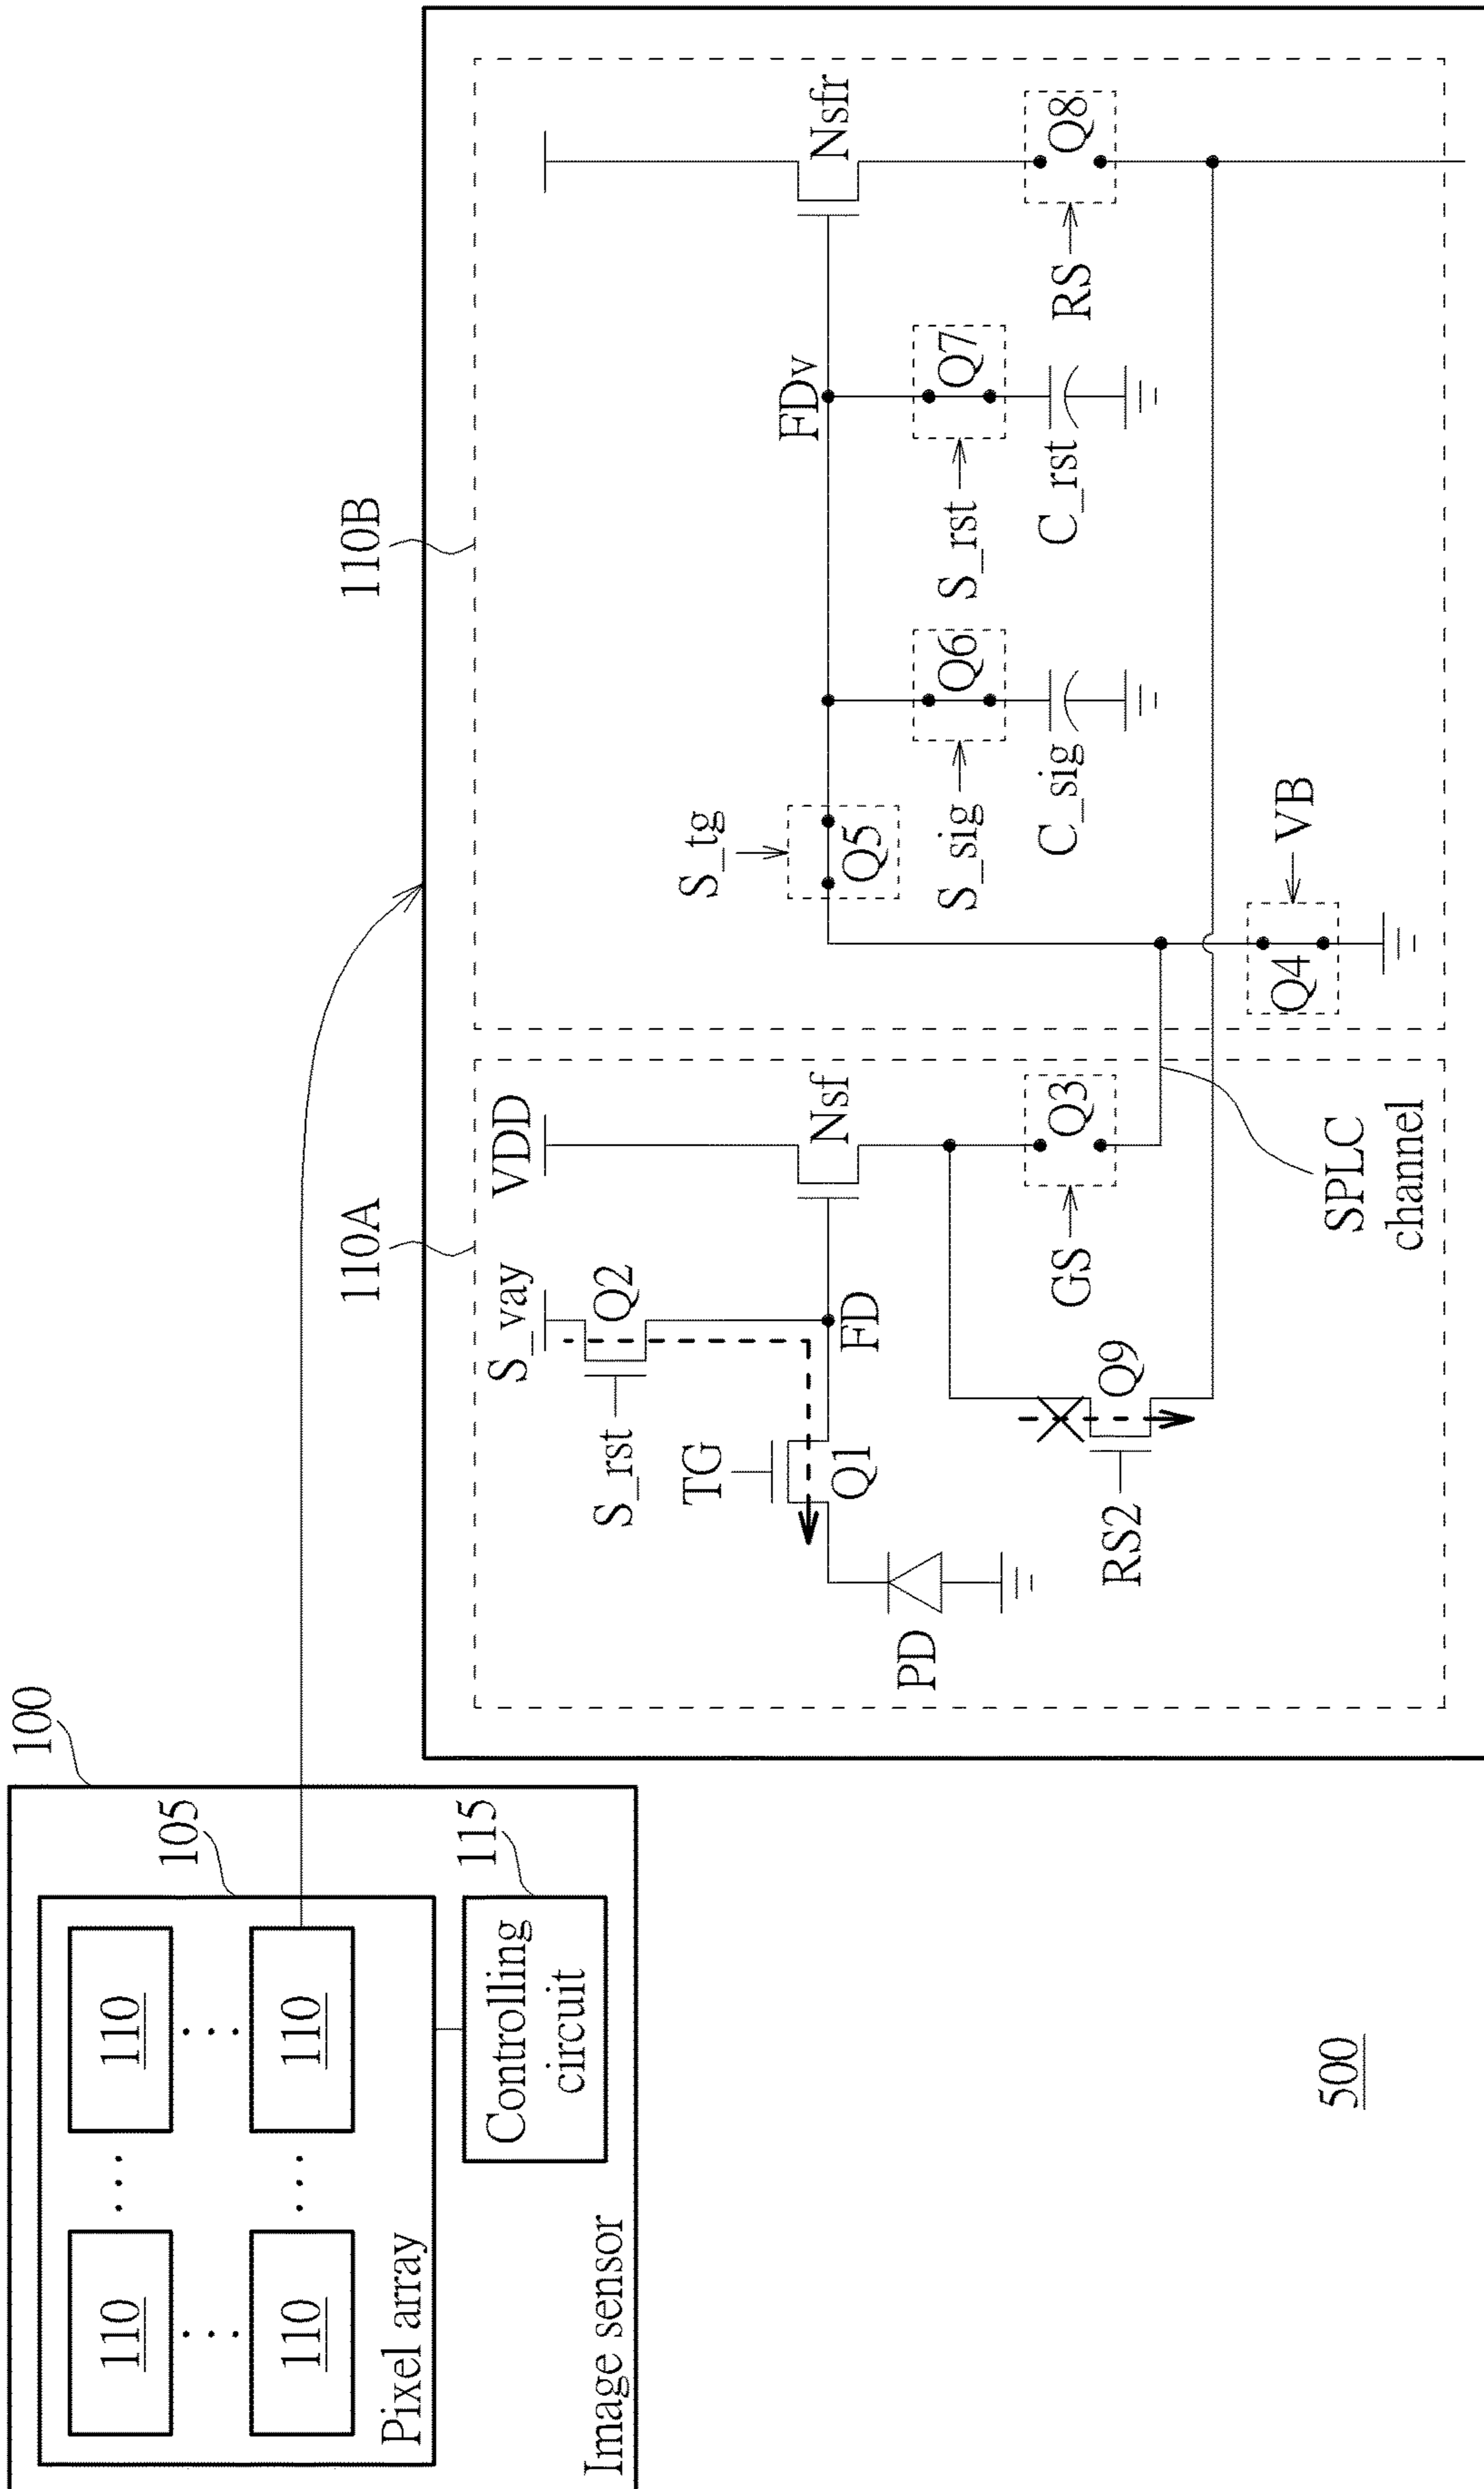 100
105
110
110
110
110
Pixel array
115
Controlling
circuit
Image sensor
110A
110B
S_vay
VDD
S_rst
Q2
TG
Q1
FD
Nsf
PD
RS2
Q9
GS
Q3
SPLC
channel
S_tg
Q5
FDv
Nsfr
S_sig
Q6
C_sig
S_rst
Q7
C_rst
RS
Q8
Q4
VB
500